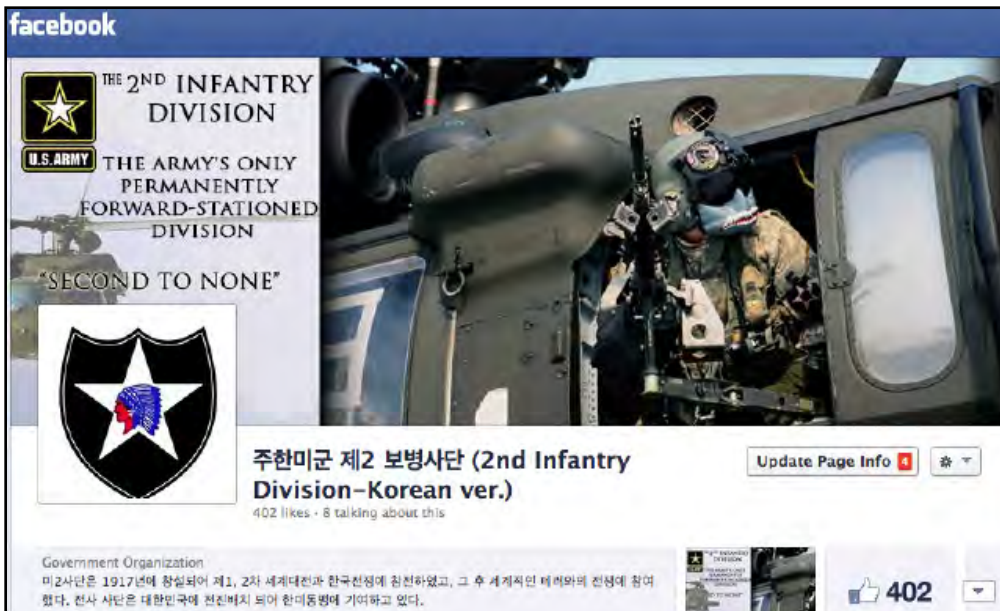 facebook
THE 2ND INFANTRY
DIVISION
U.S.ARMY
THE ARMY'S ONLY
PERMANENTLY
FORWARD-STATIONED
DIVISION
"SECOND TO NONE"
주한미군 제2 보병사단 (2nd Infantry
Division-Korean ver.)
402 likes · 8 talking about this
Update Page Info 4
Government Organization
미2사단은 1917년에 창설되어 제1, 2차 세계대전과 한국전쟁에 참전하였고, 그 후 세계적인 테러와의 전쟁에 참여
했다. 전사 사단은 대한민국에 전진배치 되어 한미동맹에 기여하고 있다.
402